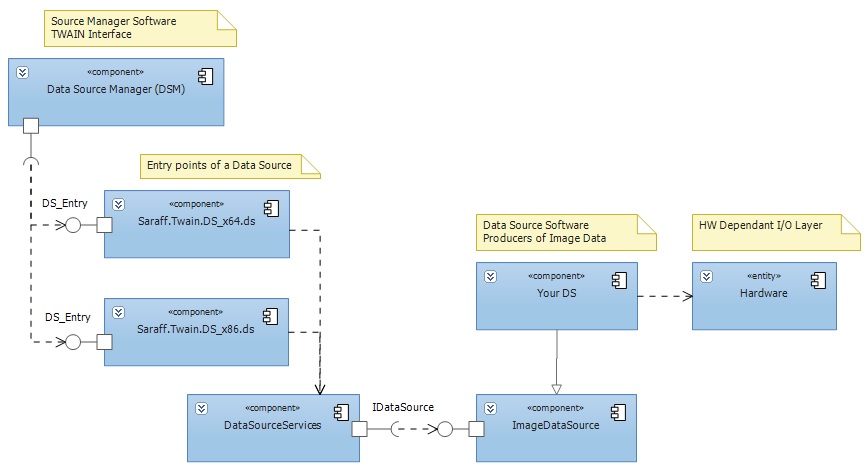 Source Manager Software
TWAIN Interface
«component»
Data Source Manager (DSM)
Entry points of a Data Source
DS_Entry
«component»
Saraff.Twain.DS_x64.ds
Data Source Software
Producers of Image Data
HW Dependant I/O Layer
«component»
Your DS
«entity»
Hardware
DS_Entry
«component»
Saraff.Twain.DS_x86.ds
«component»
DataSourceServices
IDataSource
«component»
ImageDataSource